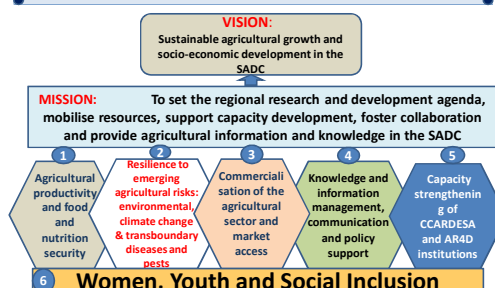 VISION:
Sustainable agricultural growth and
socio-economic development in the
SADC
MISSION: To set the regional research and development agenda,
mobilise resources, support capacity development, foster collaboration
and provide agricultural information and knowledge in the SADC
1
Agricultural
productivity
and food
and
nutrition
security
2
Resilience to
emerging
agricultural risks:
environmental,
climate change
& transboundary
diseases and
pests
3
Commerciali
sation of the
agricultural
sector and
market
access
4
Knowledge and
information
management,
communication
and policy
support
5
Capacity
strengthenin
g of
CCARDESA
and AR4D
institutions
6
Women, Youth and Social Inclusion